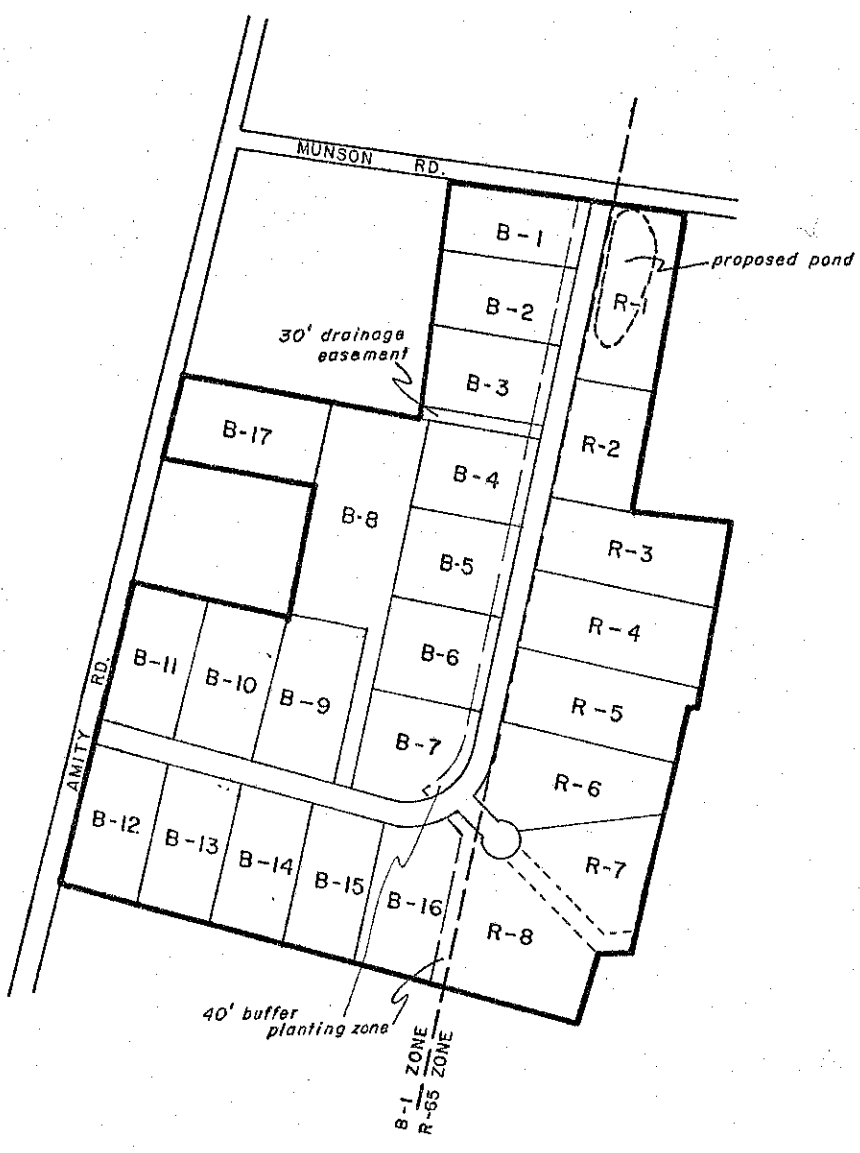 MUNSON RD.
B-1
proposed pond
R-1
B-2
30' drainage
easement
B-3
B-17
R-2
B-4
B-8
R-3
B-5
R-4
B-6
B-11
B-10
B-9
R-5
B-7
AMITY RD.
R-6
B-12
B-13
B-14
B-15
B-16
R-7
R-8
40' buffer
planting zone
B-1 ZONE
R-65 ZONE